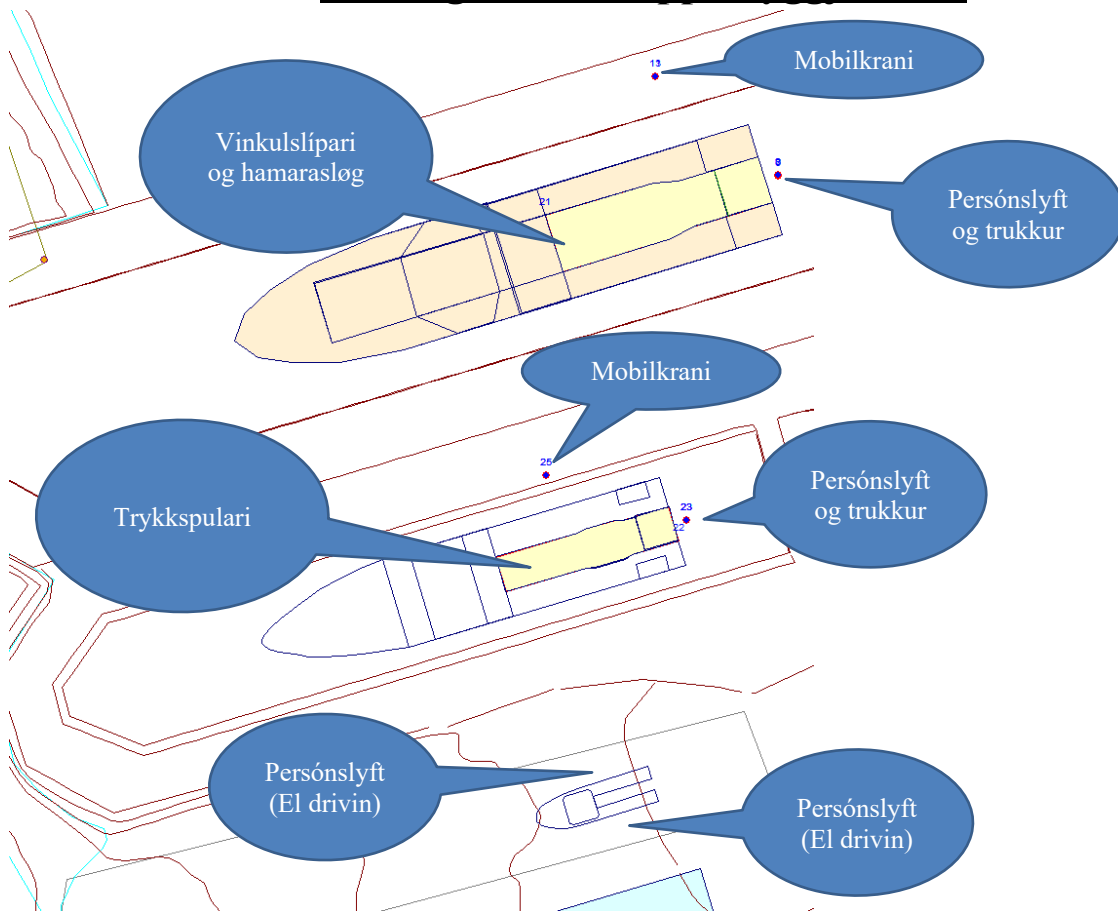 Mobilkrani
13
Vinkulslípari
og hamarasløg
9
Persónslyft
og trukkur
21
Mobilkrani
25
Trykkspulari
Persónslyft
og trukkur
23
22
Persónslyft
(El drivin)
Persónslyft
(El drivin)